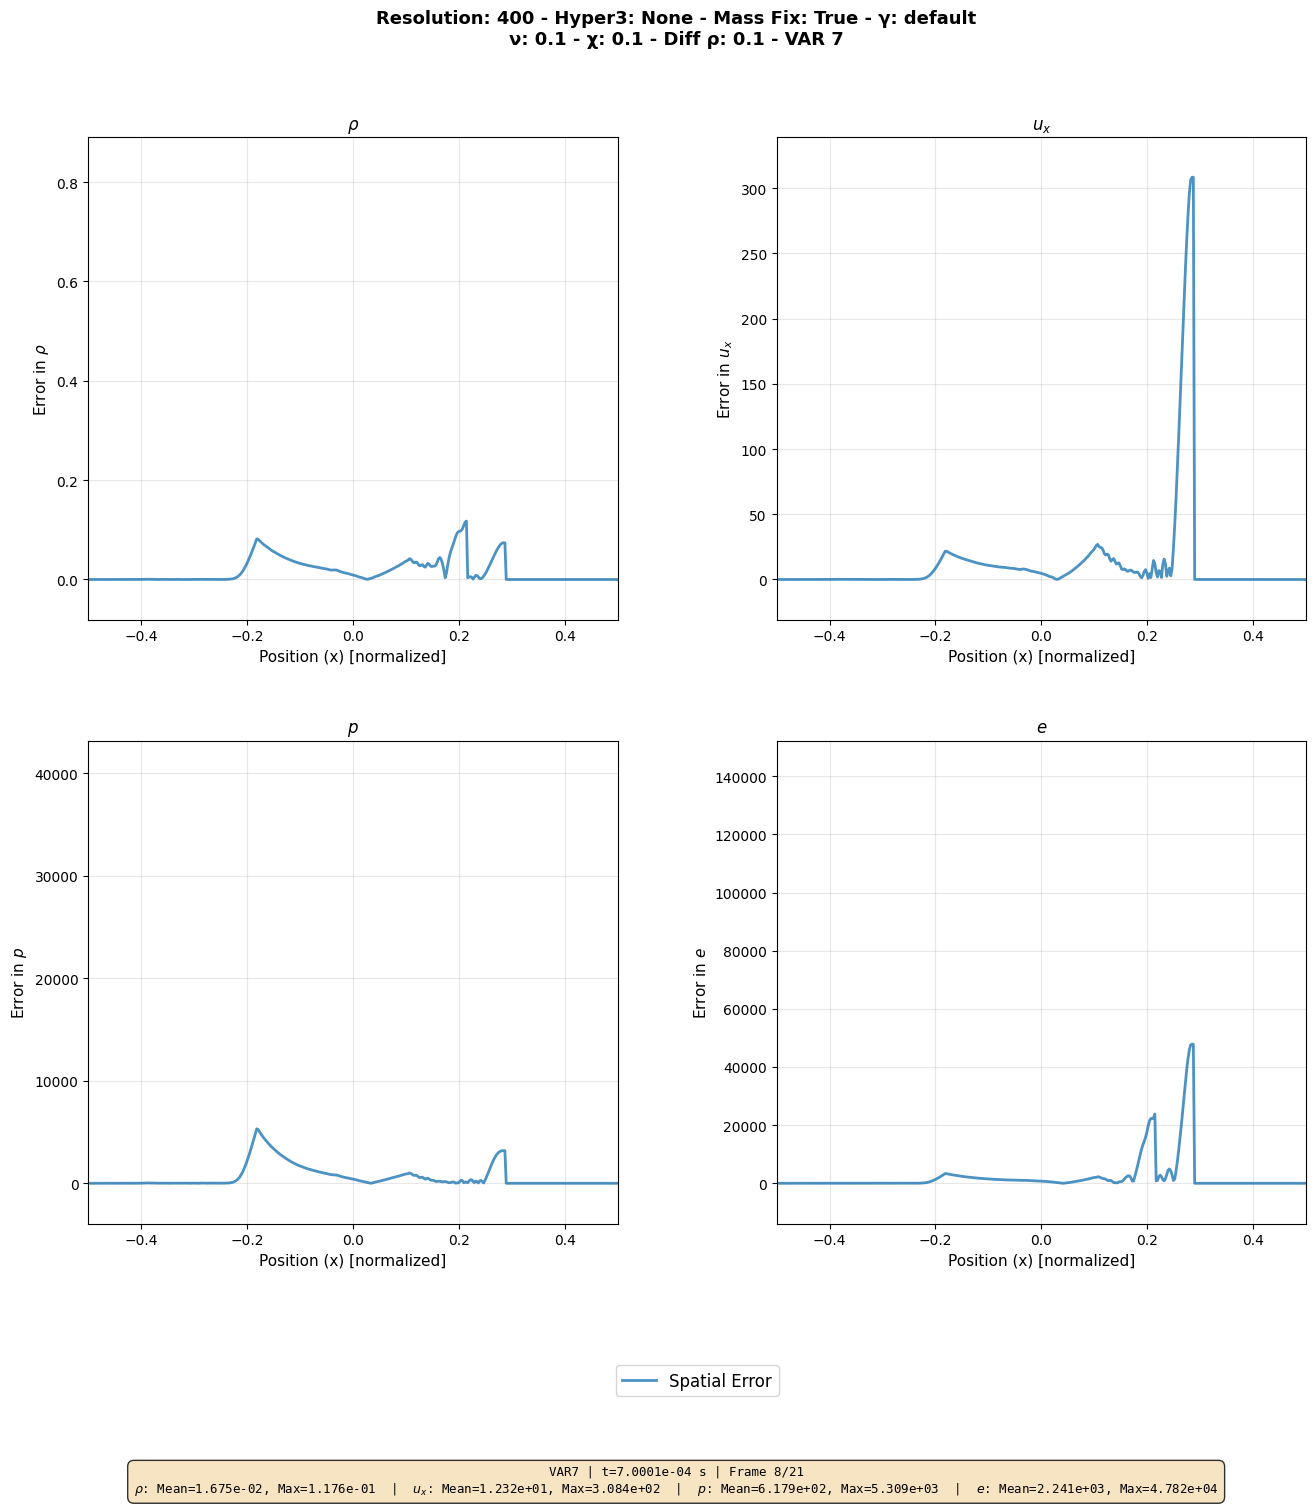 Resolution: 400 - Hyper3: None - Mass Fix: True - γ: default
ν: 0.1 - χ: 0.1 - Diff ρ: 0.1 - VAR 7
ρ
0.8
0.6
0.4
0.2
0.0
Error in ρ
−0.4 −0.2 0.0 0.2 0.4
Position (x) [normalized]
u_x
300
250
200
150
100
50
0
Error in u_x
−0.4 −0.2 0.0 0.2 0.4
Position (x) [normalized]
p
40000
30000
20000
10000
0
Error in p
−0.4 −0.2 0.0 0.2 0.4
Position (x) [normalized]
e
140000
120000
100000
80000
60000
40000
20000
0
Error in e
−0.4 −0.2 0.0 0.2 0.4
Position (x) [normalized]
Spatial Error
VAR7 | t=7.0001e-04 s | Frame 8/21
ρ: Mean=1.675e-02, Max=1.176e-01 | u_x: Mean=1.232e+01, Max=3.084e+02 | p: Mean=6.179e+02, Max=5.309e+03 | e: Mean=2.241e+03, Max=4.782e+04